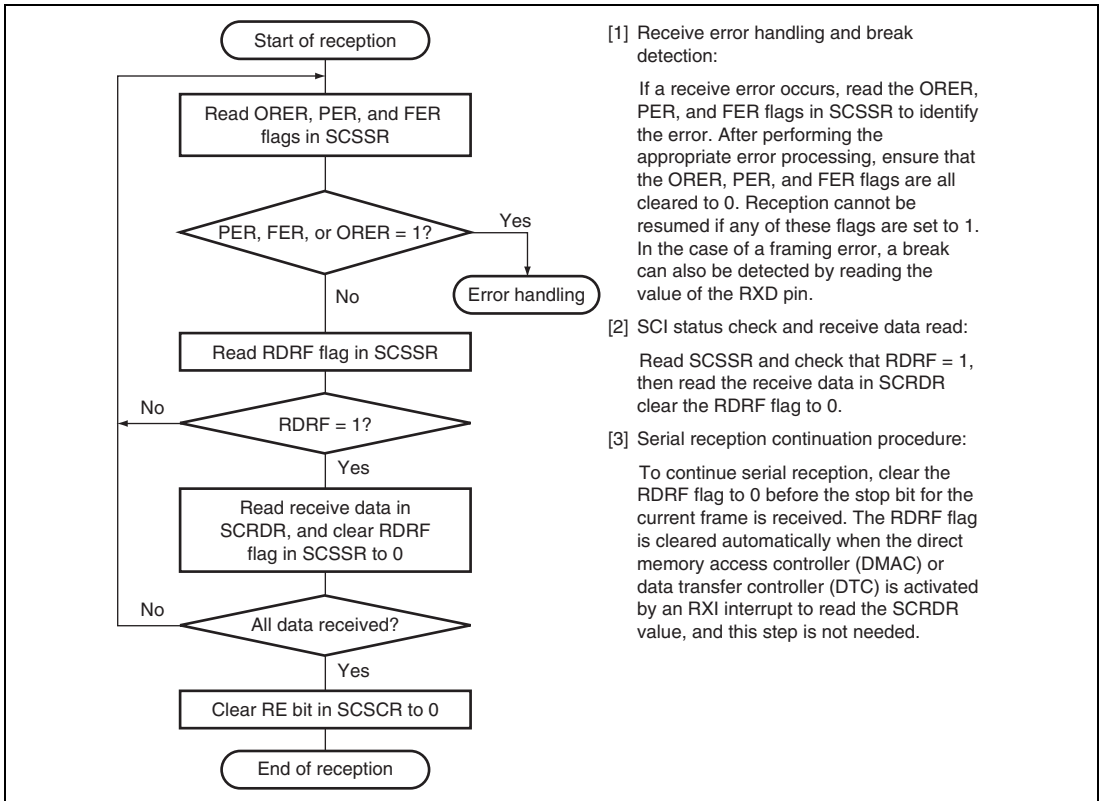 Start of reception
Read ORER, PER, and FER
flags in SCSSR
PER, FER, or ORER = 1?
Yes
Error handling
No
Read RDRF flag in SCSSR
No
RDRF = 1?
Yes
Read receive data in
SCRDR, and clear RDRF
flag in SCSSR to 0
No
All data received?
Yes
Clear RE bit in SCSCR to 0
End of reception
[1] Receive error handling and break
detection:
If a receive error occurs, read the ORER,
PER, and FER flags in SCSSR to identify
the error. After performing the
appropriate error processing, ensure that
the ORER, PER, and FER flags are all
cleared to 0. Reception cannot be
resumed if any of these flags are set to 1.
In the case of a framing error, a break
can also be detected by reading the
value of the RXD pin.
[2] SCI status check and receive data read:
Read SCSSR and check that RDRF = 1,
then read the receive data in SCRDR
clear the RDRF flag to 0.
[3] Serial reception continuation procedure:
To continue serial reception, clear the
RDRF flag to 0 before the stop bit for the
current frame is received. The RDRF flag
is cleared automatically when the direct
memory access controller (DMAC) or
data transfer controller (DTC) is activated
by an RXI interrupt to read the SCRDR
value, and this step is not needed.